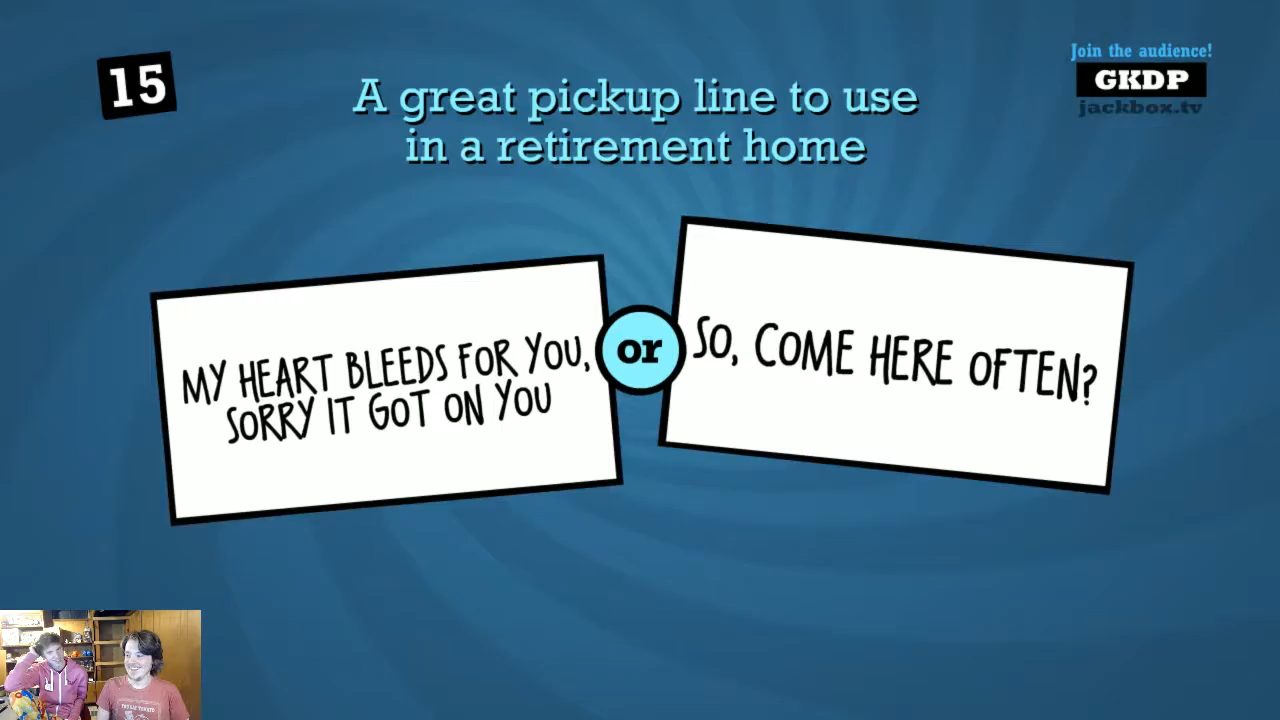 15
A great pickup line to use
in a retirement home
Join the audience!
GKDP
jackbox.tv
MY HEART BLEEDS FOR YOU,
SORRY IT GOT ON YOU
or
SO, COME HERE OFTEN?